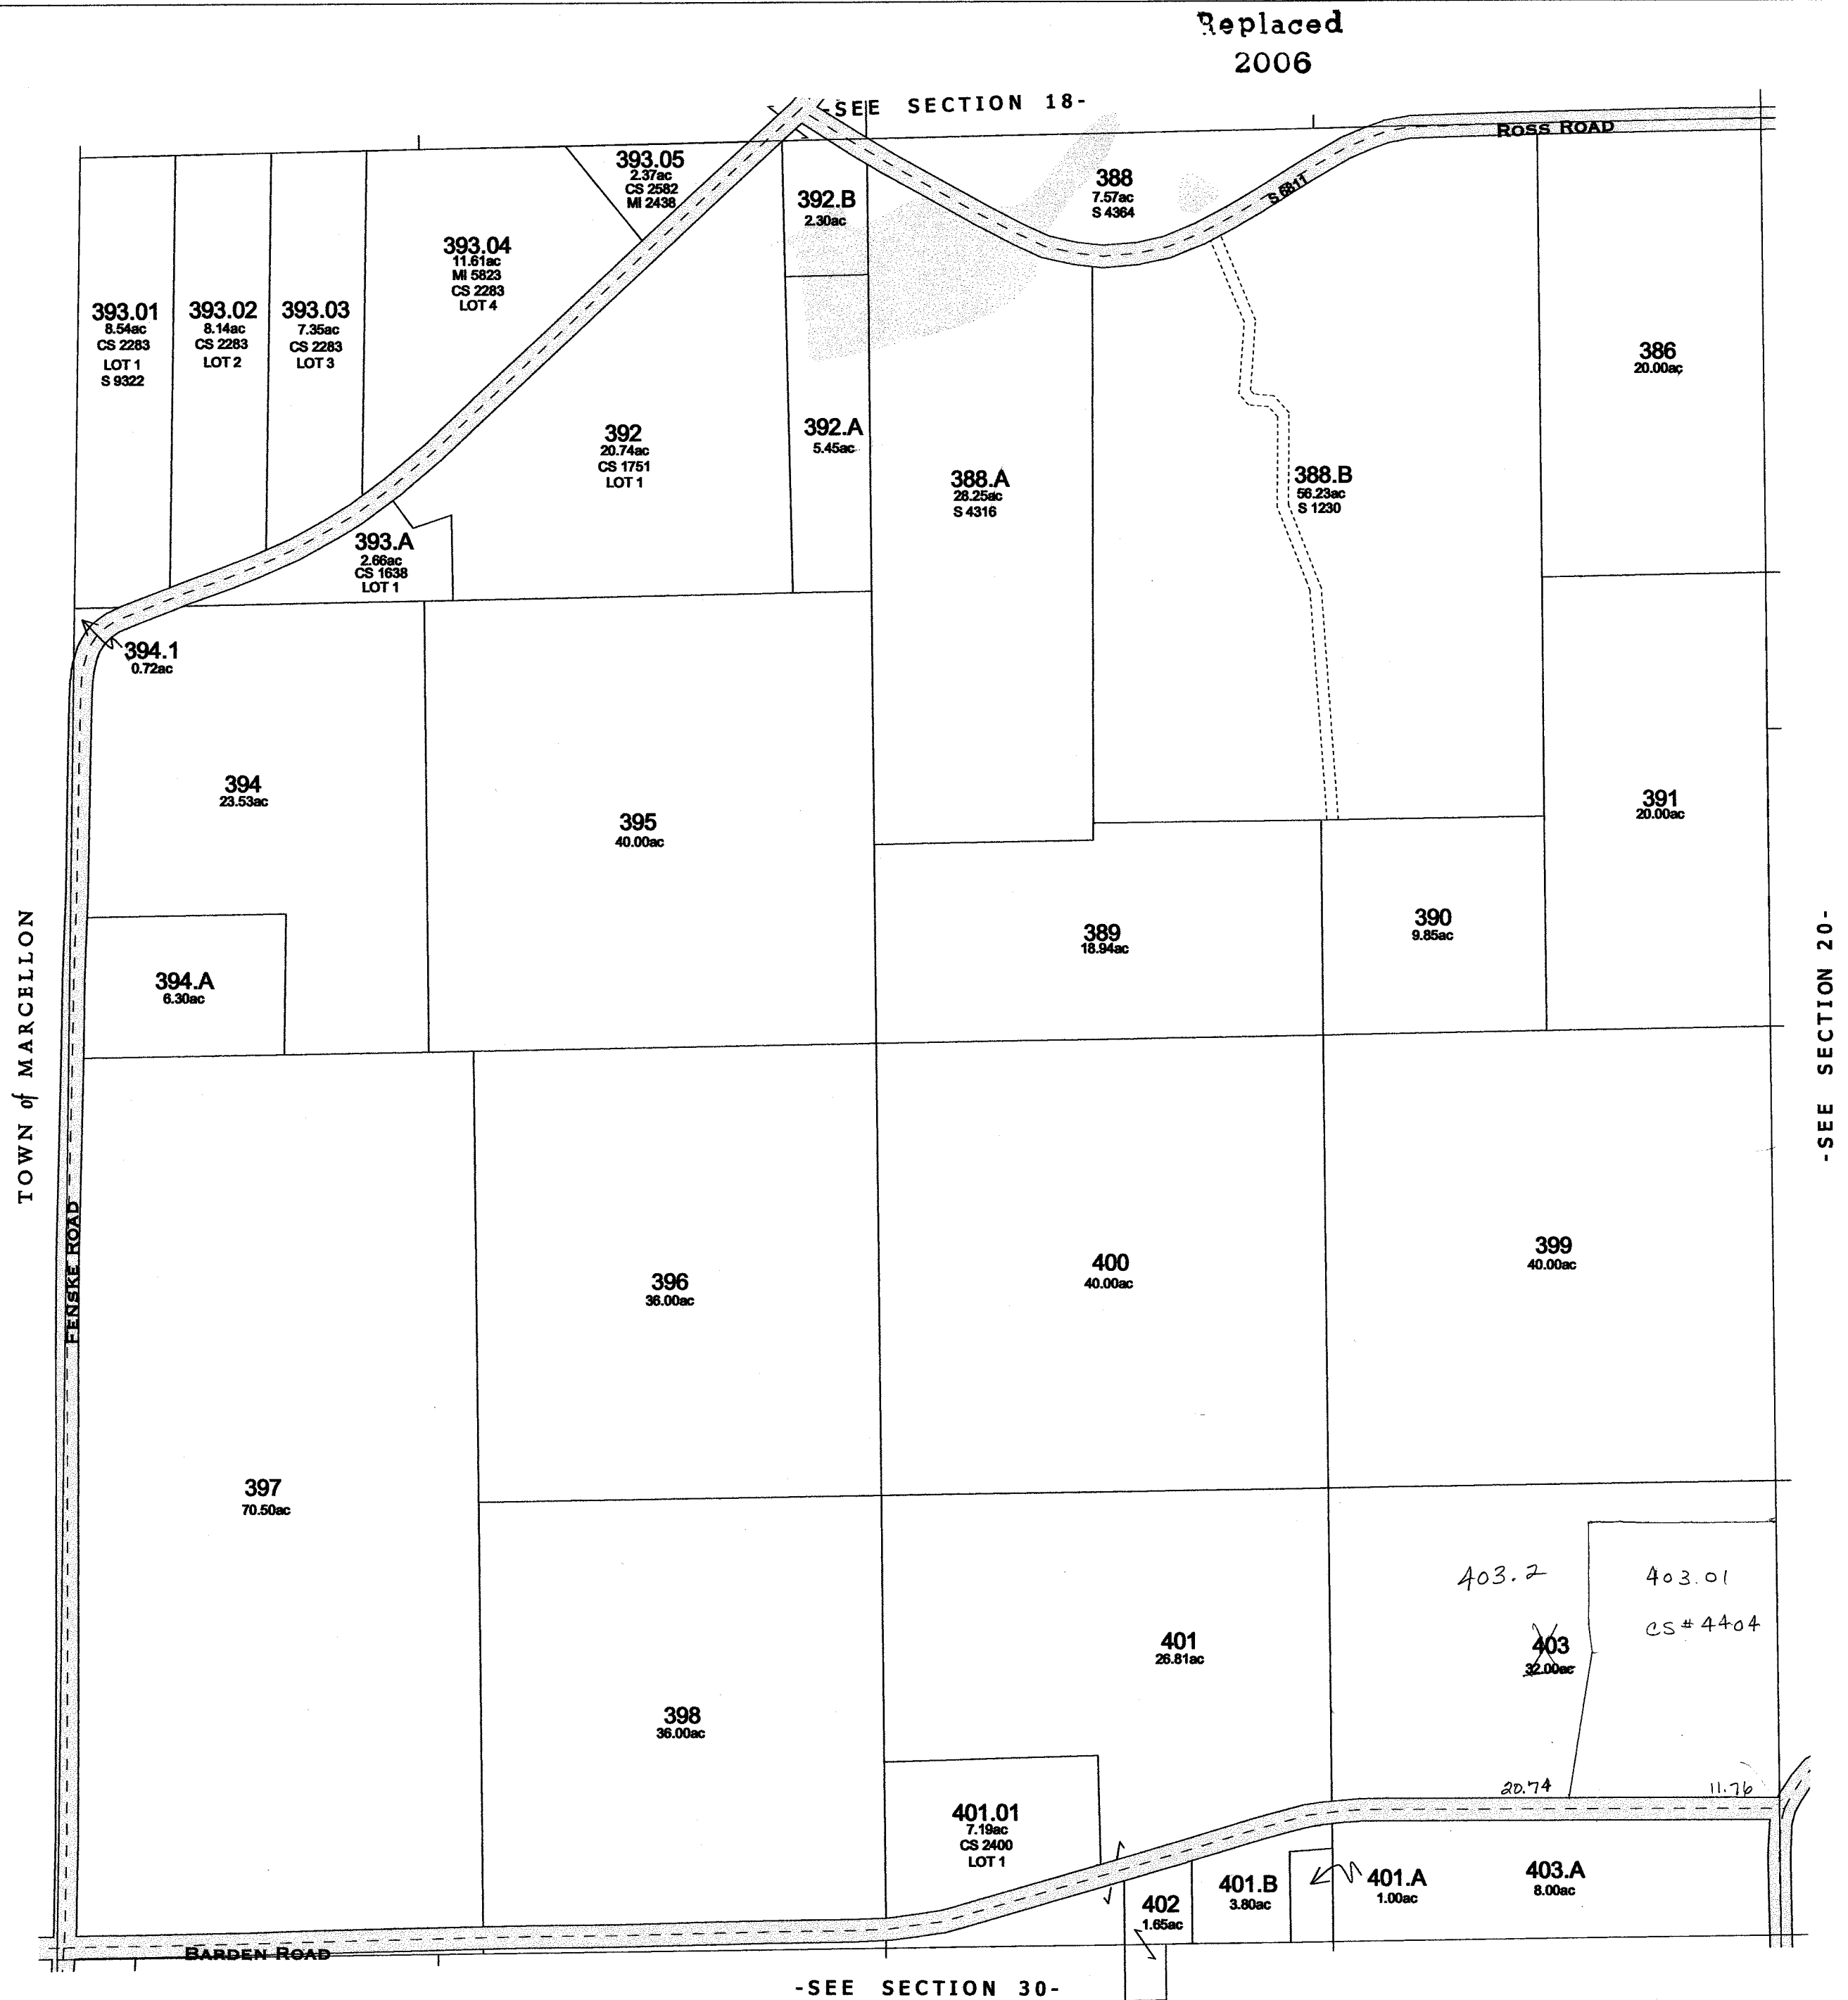 Replaced
2006
-SEE SECTION 18-
ROSS ROAD
S 6811
393.05
2.37ac
CS 2582
MI 2438
392.B
2.30ac
388
7.57ac
S 4364
393.04
11.61ac
MI 5823
CS 2283
LOT 4
393.01
8.54ac
CS 2283
LOT 1
S 9322
393.02
8.14ac
CS 2283
LOT 2
393.03
7.35ac
CS 2283
LOT 3
386
20.00ac
392
20.74ac
CS 1751
LOT 1
392.A
5.45ac
388.A
28.25ac
S 4316
388.B
56.23ac
S 1230
393.A
2.66ac
CS 1638
LOT 1
394.1
0.72ac
394
23.53ac
395
40.00ac
391
20.00ac
389
18.94ac
390
9.85ac
394.A
6.30ac
TOWN of MARCELLON
-SEE SECTION 20-
FENSKE ROAD
396
36.00ac
400
40.00ac
399
40.00ac
397
70.50ac
403.2
403.01
CS # 4404
403
32.00ac
401
26.81ac
398
36.00ac
20.74
11.76
401.01
7.19ac
CS 2400
LOT 1
402
1.65ac
401.B
3.80ac
401.A
1.00ac
403.A
8.00ac
BARDEN ROAD
-SEE SECTION 30-